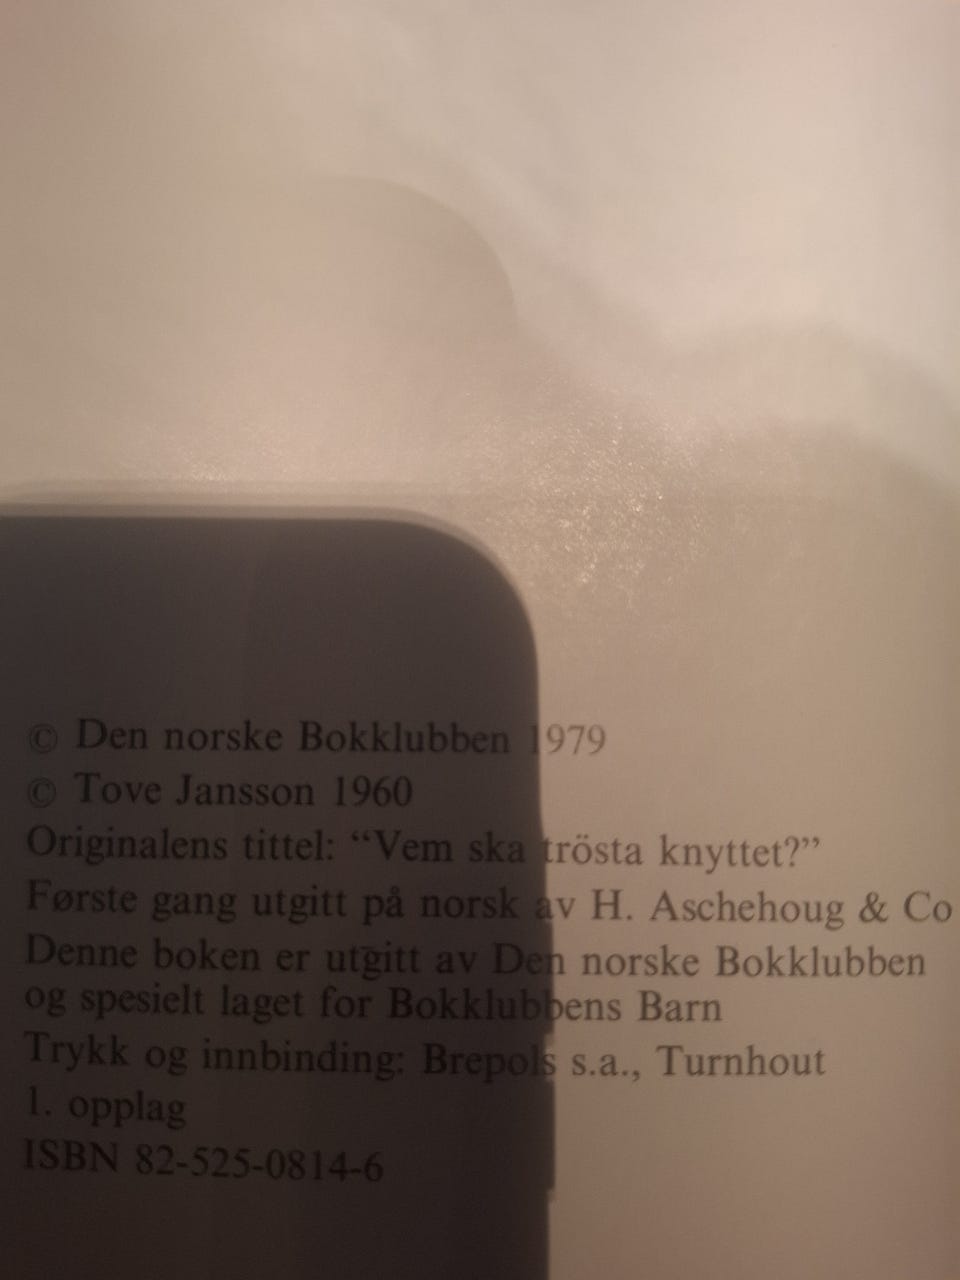 © Den norske Bokklubben 1979
© Tove Jansson 1960
Originalens tittel: “Vem ska trösta knyttet?”
Første gang utgitt på norsk av H. Aschehoug & Co
Denne boken er utgitt av Den norske Bokklubben
og spesielt laget for Bokklubbens Barn
Trykk og innbinding: Brepols s.a., Turnhout
1. opplag
ISBN 82-525-0814-6